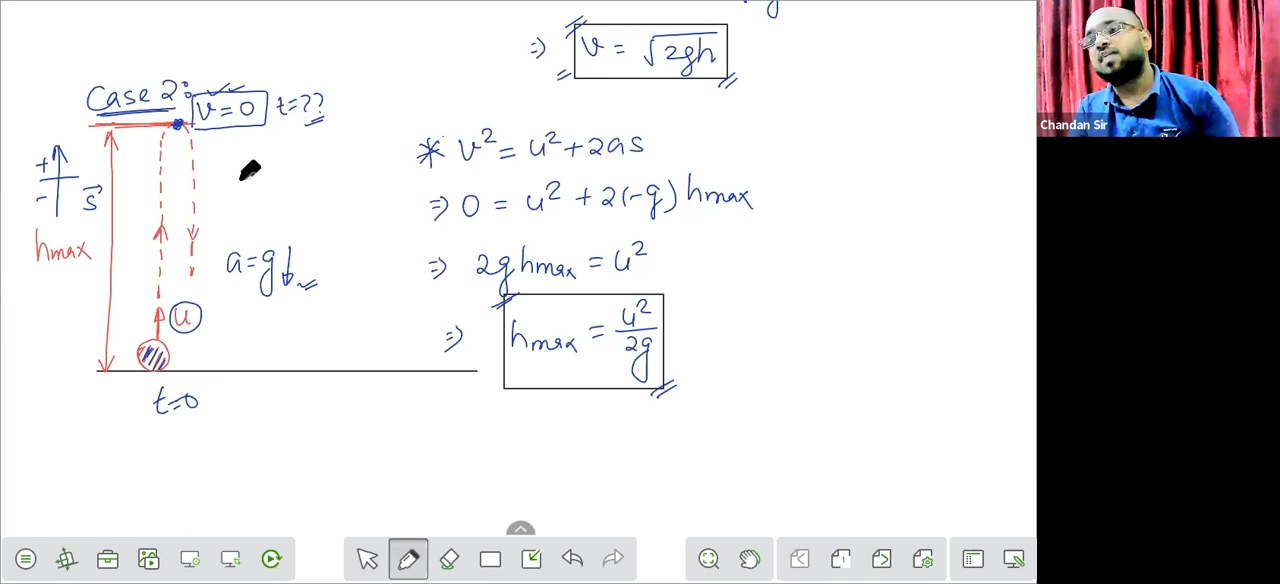 ⇒ v = √2gh
Case 2:
v=0 t=??
+
-
s⃗
hmax
a=g↓
u
t=0
* v² = u² + 2as
⇒ 0 = u² + 2(-g) hmax
⇒ 2g hmax = u²
⇒ hmax = u²/2g
Chandan Sir
1